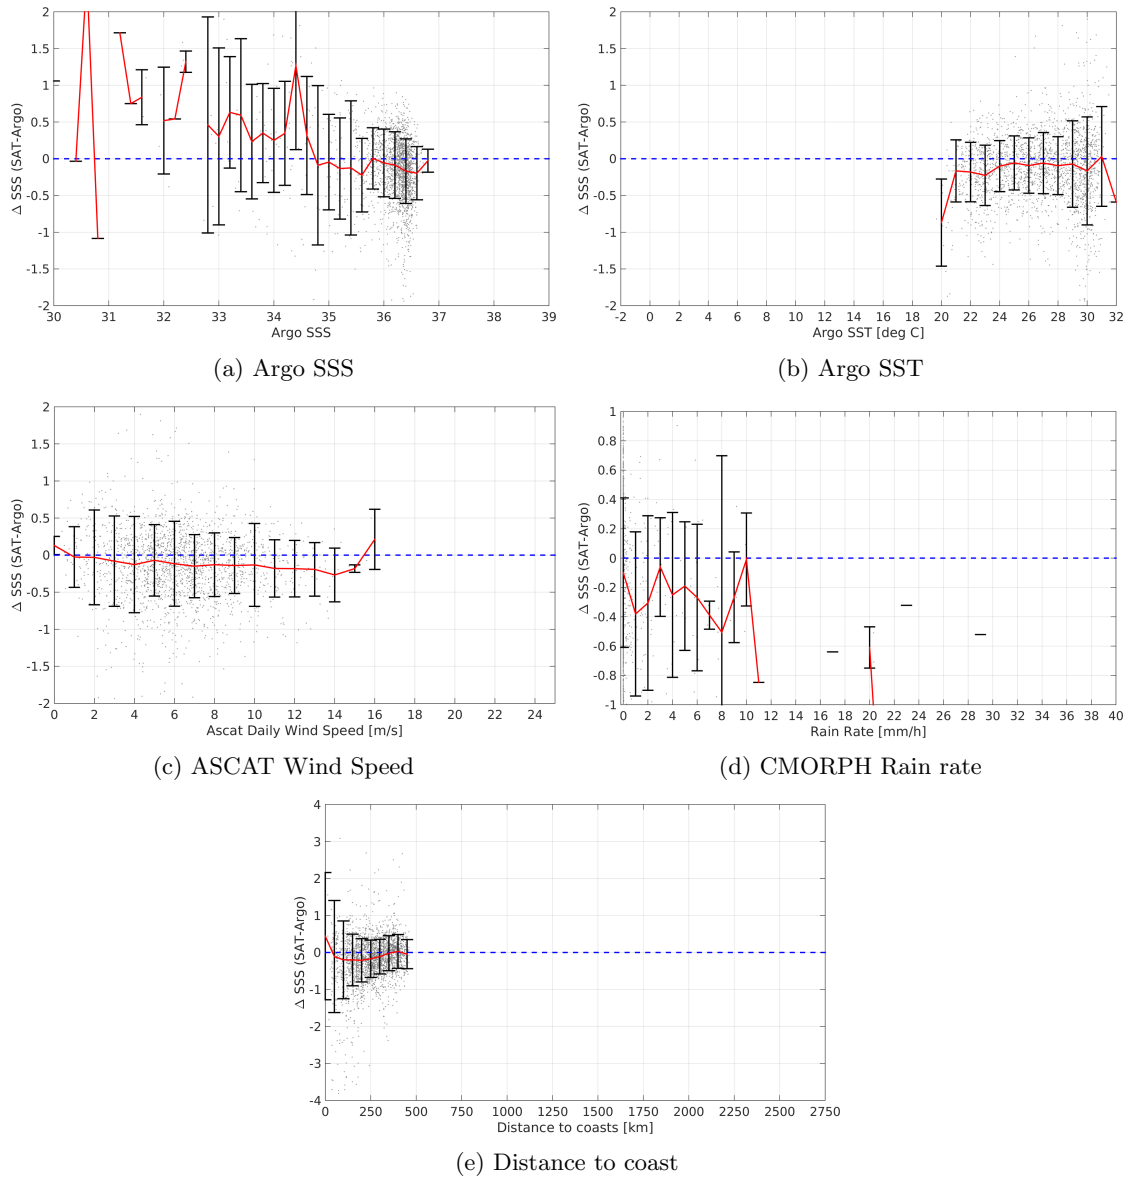 2
1.5
1
0.5
0
-0.5
-1
-1.5
-2
Δ SSS (SAT-Argo)
30 31 32 33 34 35 36 37 38 39
Argo SSS
(a) Argo SSS
2
1.5
1
0.5
0
-0.5
-1
-1.5
-2
Δ SSS (SAT-Argo)
-2 0 2 4 6 8 10 12 14 16 18 20 22 24 26 28 30 32
Argo SST [deg C]
(b) Argo SST
2
1.5
1
0.5
0
-0.5
-1
-1.5
-2
Δ SSS (SAT-Argo)
0 2 4 6 8 10 12 14 16 18 20 22 24
Ascat Daily Wind Speed [m/s]
(c) ASCAT Wind Speed
1
0.8
0.6
0.4
0.2
0
-0.2
-0.4
-0.6
-0.8
-1
Δ SSS (SAT-Argo)
0 2 4 6 8 10 12 14 16 18 20 22 24 26 28 30 32 34 36 38 40
Rain Rate [mm/h]
(d) CMORPH Rain rate
4
3
2
1
0
-1
-2
-3
-4
Δ SSS (SAT-Argo)
0 250 500 750 1000 1250 1500 1750 2000 2250 2500 2750
Distance to coasts [km]
(e) Distance to coast